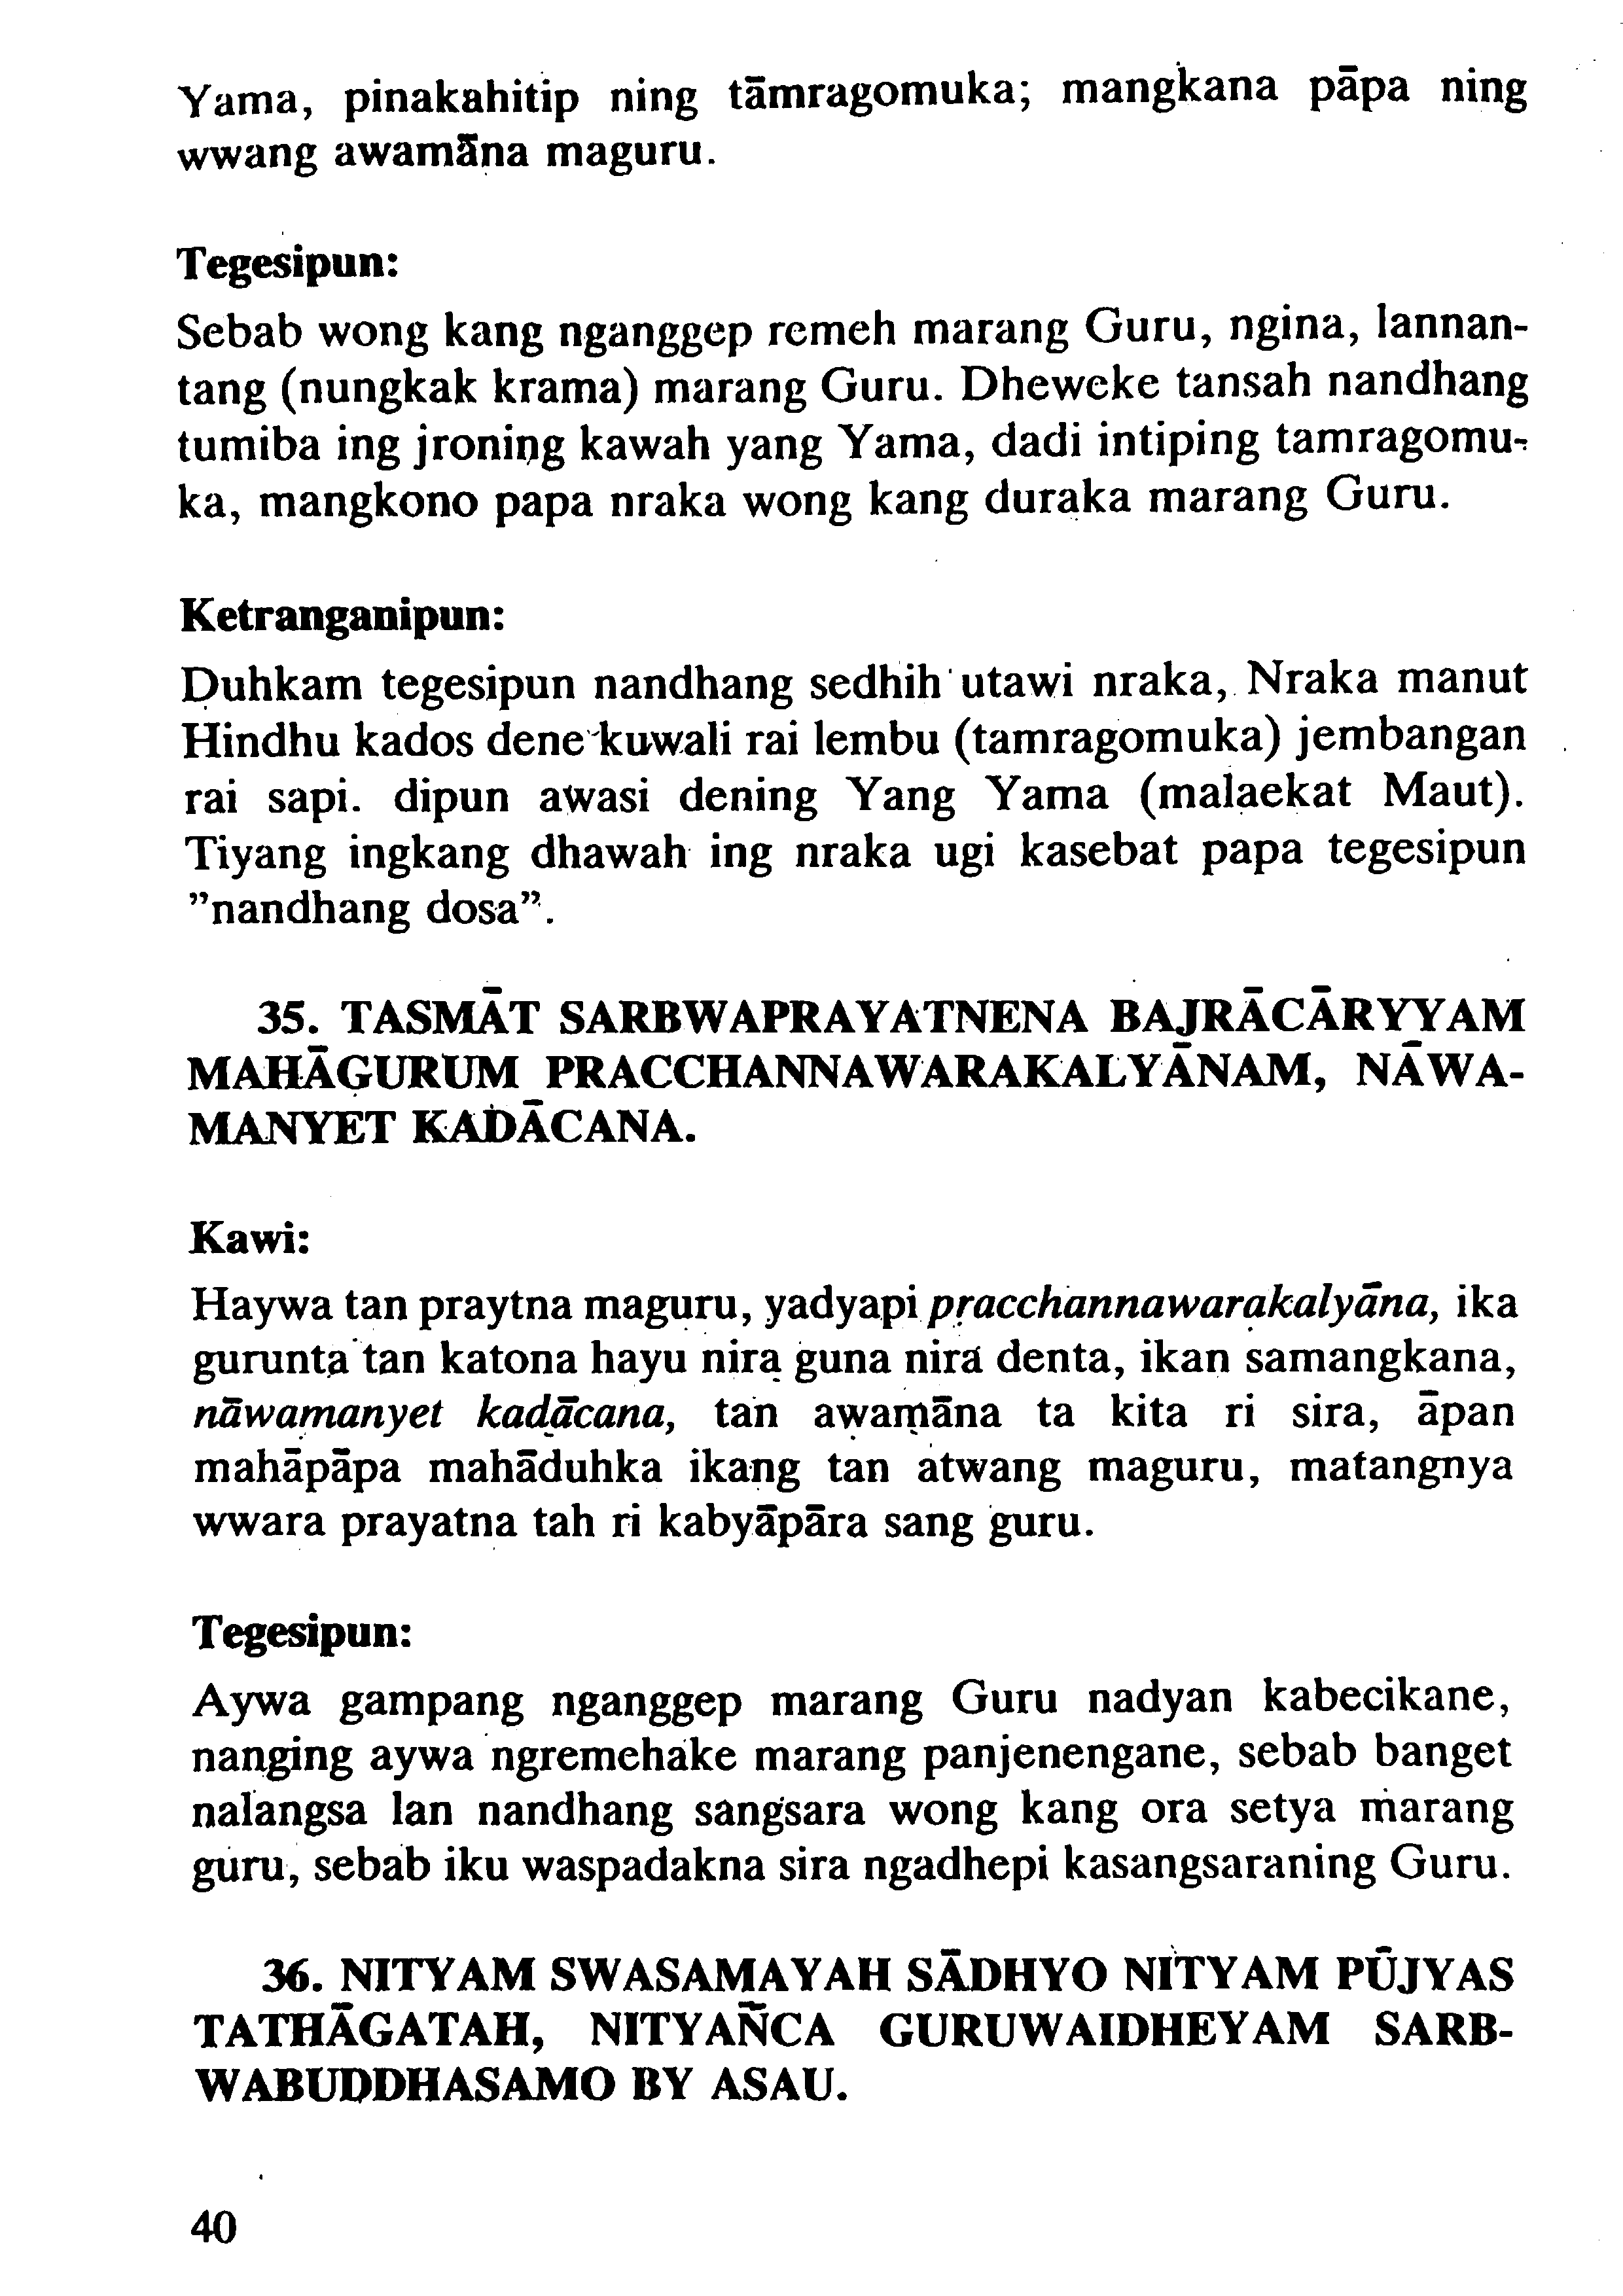 Yama, pinakahitip ning tāmragomuka; mangkana pāpa ning
wwang awamāna maguru.
Tegesipun:
Sebab wong kang nganggep remeh marang Guru, ngina, lannan-
tang (nungkak krama) marang Guru. Dheweke tansah nandhang
tumiba ing jroning kawah yang Yama, dadi intiping tamragomu-
ka, mangkono papa nraka wong kang duraka marang Guru.
Ketranganipun:
Duhkam tegesipun nandhang sedhih utawi nraka, Nraka manut
Hindhu kados dene kuwali rai lembu (tamragomuka) jembangan
rai sapi. dipun awasi dening Yang Yama (malaekat Maut).
Tiyang ingkang dhawah ing nraka ugi kasebat papa tegesipun
”nandhang dosa”.
35. TASMĀT SARBWAPRAYATNENA BAJRĀCĀRYYAM
MAHĀGURUM PRACCHANNAWARAKALYĀNAM, NĀWA-
MANYET KADĀCANA.
Kawi:
Haywa tan praytna maguru, yadyapi pracchannawarakalyāna, ika
gurunta tan katona hayu nira guna nira denta, ikan samangkana,
nāwamanyet kadācana, tan awamāna ta kita ri sira, āpan
mahāpāpa mahāduhka ikang tan atwang maguru, matangnya
wwara prayatna tah ri kabyāpāra sang guru.
Tegesipun:
Aywa gampang nganggep marang Guru nadyan kabecikane,
nanging aywa ngremehake marang panjenengane, sebab banget
nalangsa lan nandhang sangsara wong kang ora setya marang
guru, sebab iku waspadakna sira ngadhepi kasangsaraning Guru.
36. NITYAM SWASAMAYAH SĀDHYO NITYAM PŪJYAS
TATHĀGATAH, NITYAÑCA GURUWAIDHEYAM SARB-
WABUDDHASAMO BY ASAU.
40